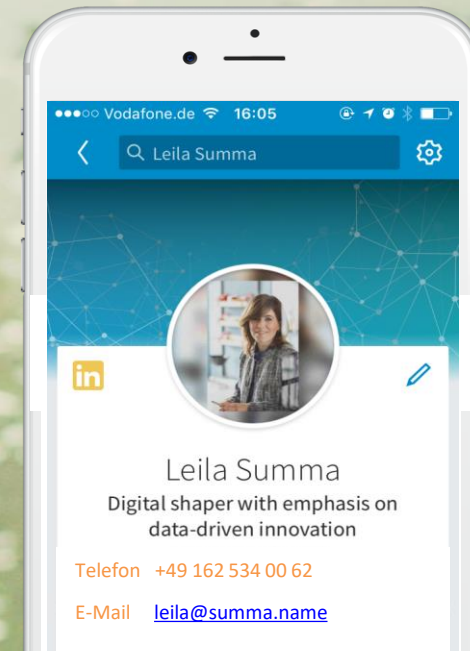 Vodafone.de 16:05
Leila Summa
in
Leila Summa
Digital shaper with emphasis on
data-driven innovation
Telefon +49 162 534 00 62
E-Mail leila@summa.name